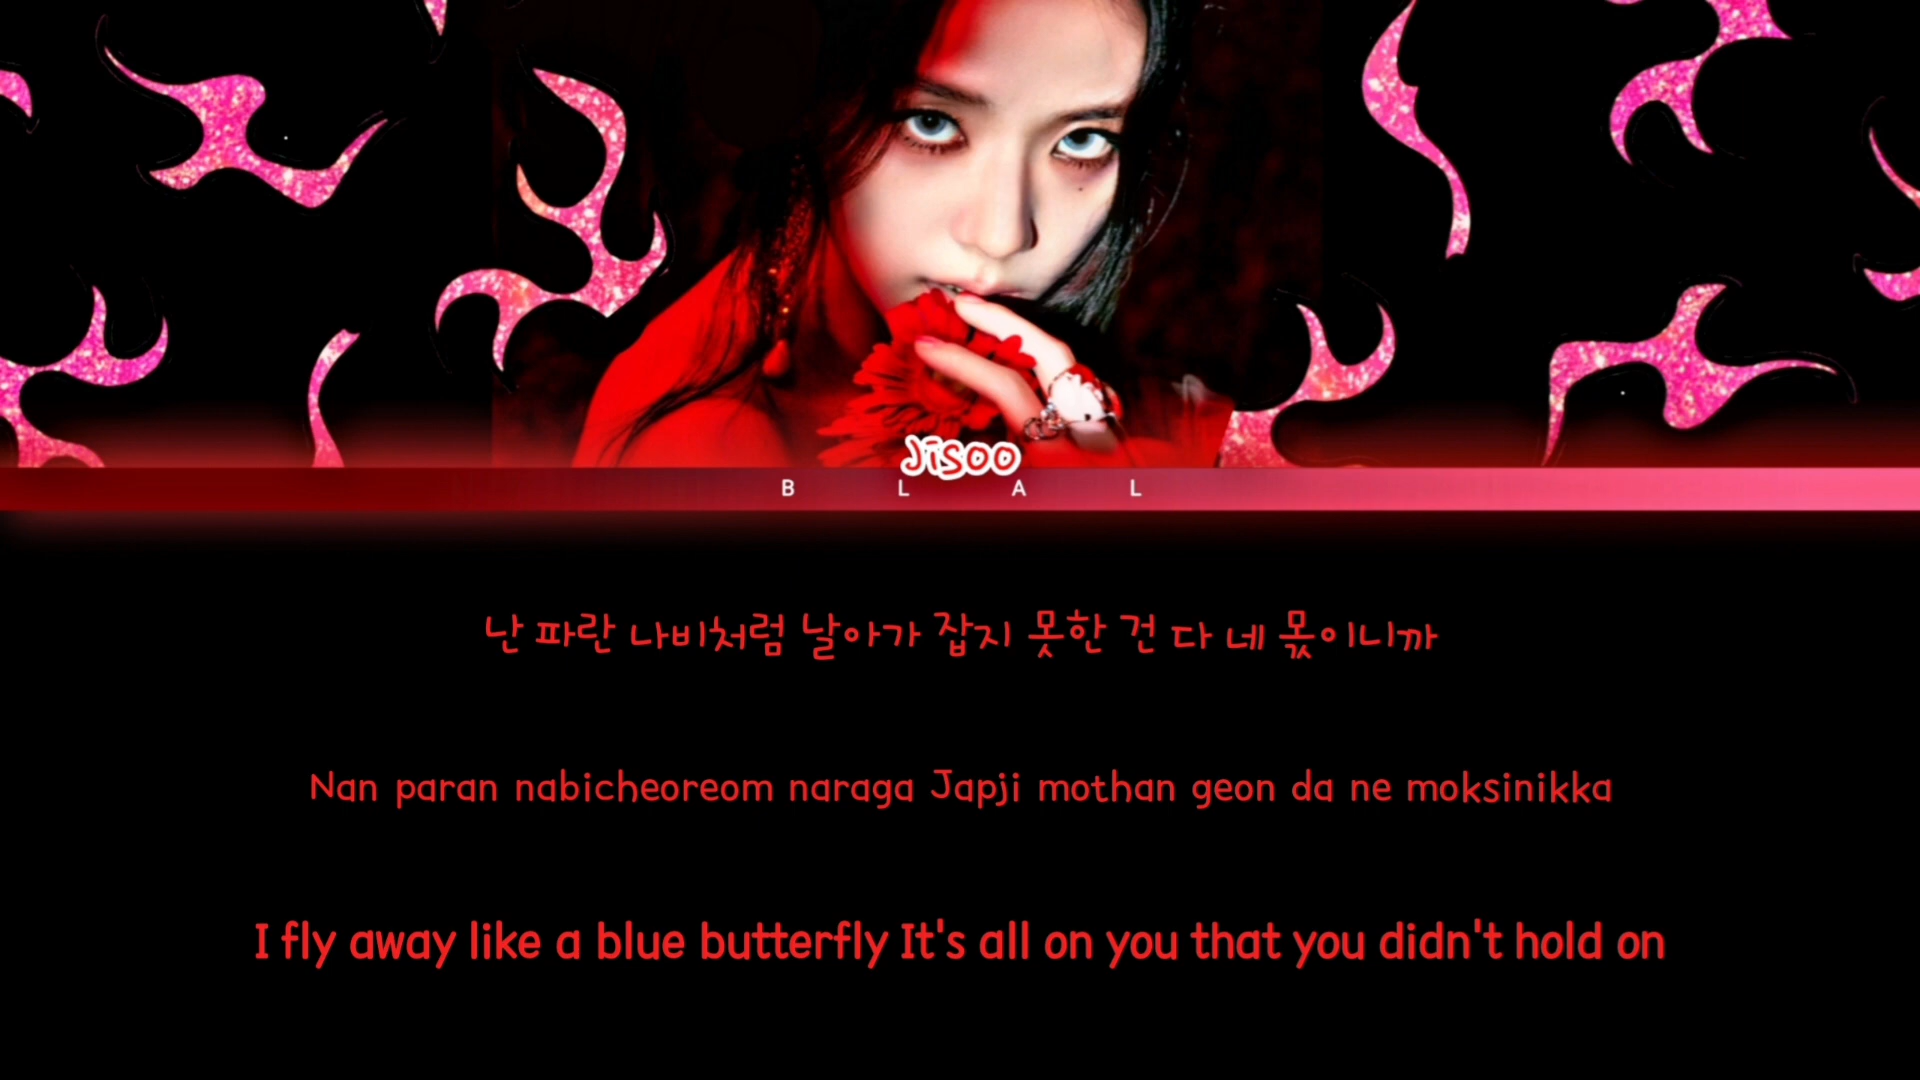 Jisoo
B L A L
난 파란 나비처럼 날아가 잡지 못한 건 다 네 몫이니까
Nan paran nabicheoreom naraga Japji mothan geon da ne moksinikka
I fly away like a blue butterfly It's all on you that you didn't hold on